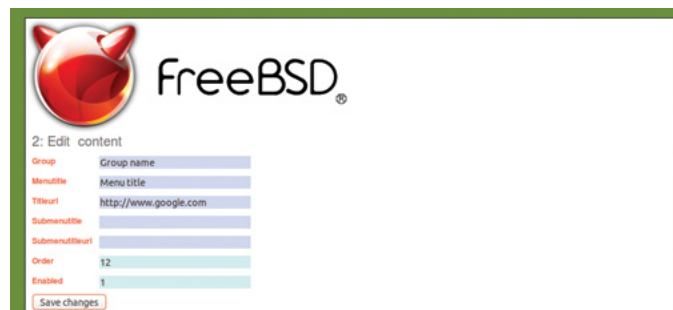 FreeBSD®
2: Edit content
Group Group name
Menutitle Menu title
Titleurl http://www.google.com
Submenutitle
Submenutitleurl
Order 12
Enabled 1
Save changes